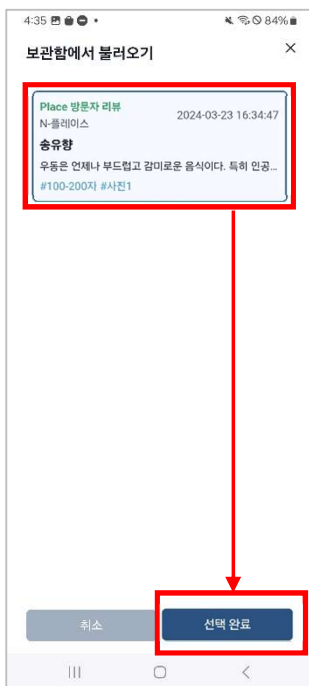 4:35 84%
보관함에서 불러오기
Place 방문자 리뷰
N-플레이스 2024-03-23 16:34:47
송유향
우동은 언제나 부드럽고 감미로운 음식이다. 특히 인공...
#100-200자 #사진1
취소 선택 완료